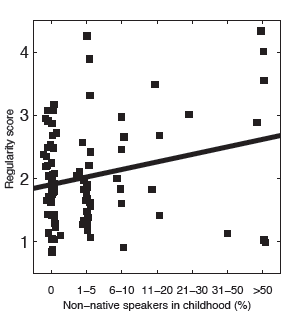 4
3
2
1
Regularity score
0 1–5 6–10 11–20 21–30 31–50 >50
Non–native speakers in childhood (%)